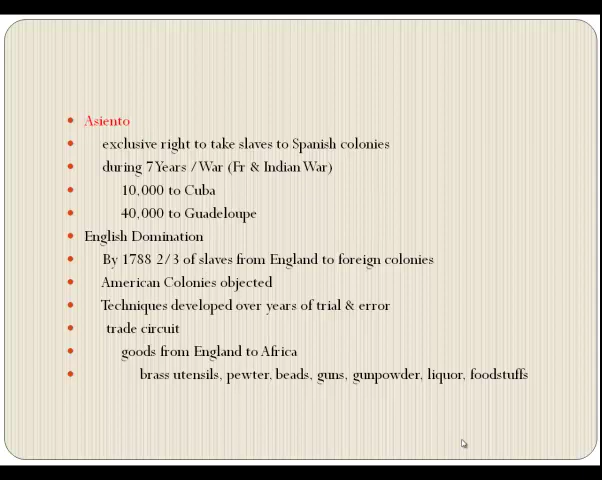 Asiento
exclusive right to take slaves to Spanish colonies
during 7 Years / War (Fr & Indian War)
10,000 to Cuba
40,000 to Guadeloupe
English Domination
By 1788 2/3 of slaves from England to foreign colonies
American Colonies objected
Techniques developed over years of trial & error
trade circuit
goods from England to Africa
brass utensils, pewter, beads, guns, gunpowder, liquor, foodstuffs